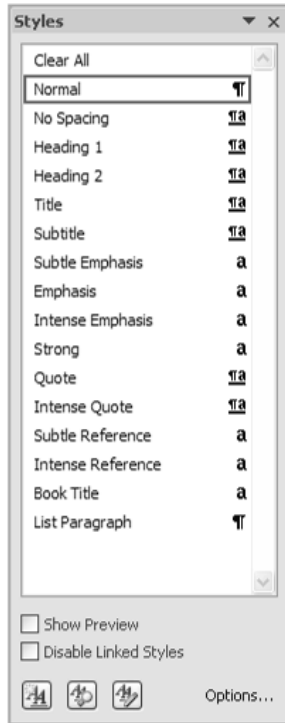 Styles
Clear All
Normal ¶
No Spacing ¶a
Heading 1 ¶a
Heading 2 ¶a
Title ¶a
Subtitle ¶a
Subtle Emphasis a
Emphasis a
Intense Emphasis a
Strong a
Quote ¶a
Intense Quote ¶a
Subtle Reference a
Intense Reference a
Book Title a
List Paragraph ¶
Show Preview
Disable Linked Styles
Options...